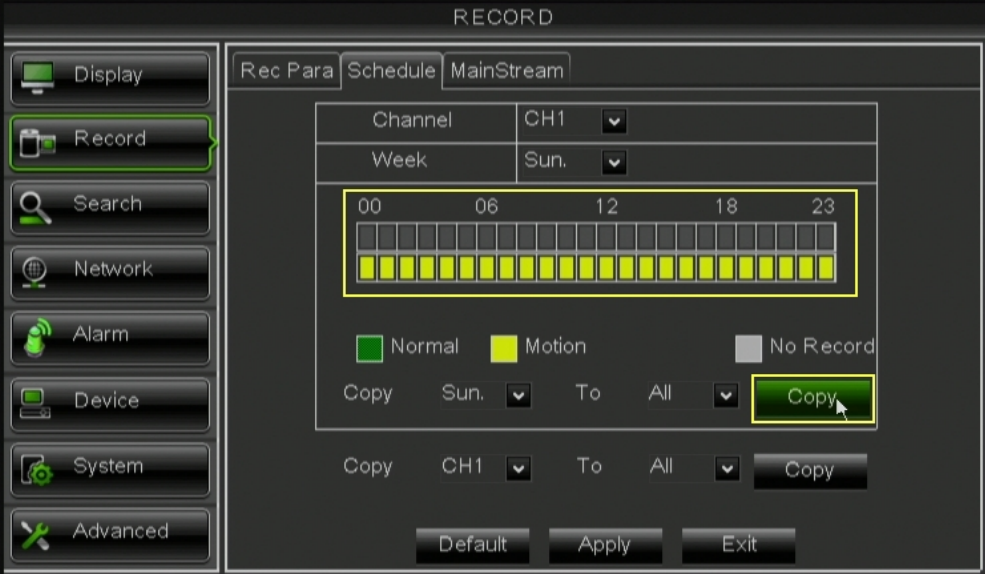 RECORD
Display
Record
Search
Network
Alarm
Device
System
Advanced
Rec Para Schedule MainStream
Channel CH1
Week Sun.
00 06 12 18 23
Normal Motion No Record
Copy Sun. To All Copy
Copy CH1 To All Copy
Default Apply Exit